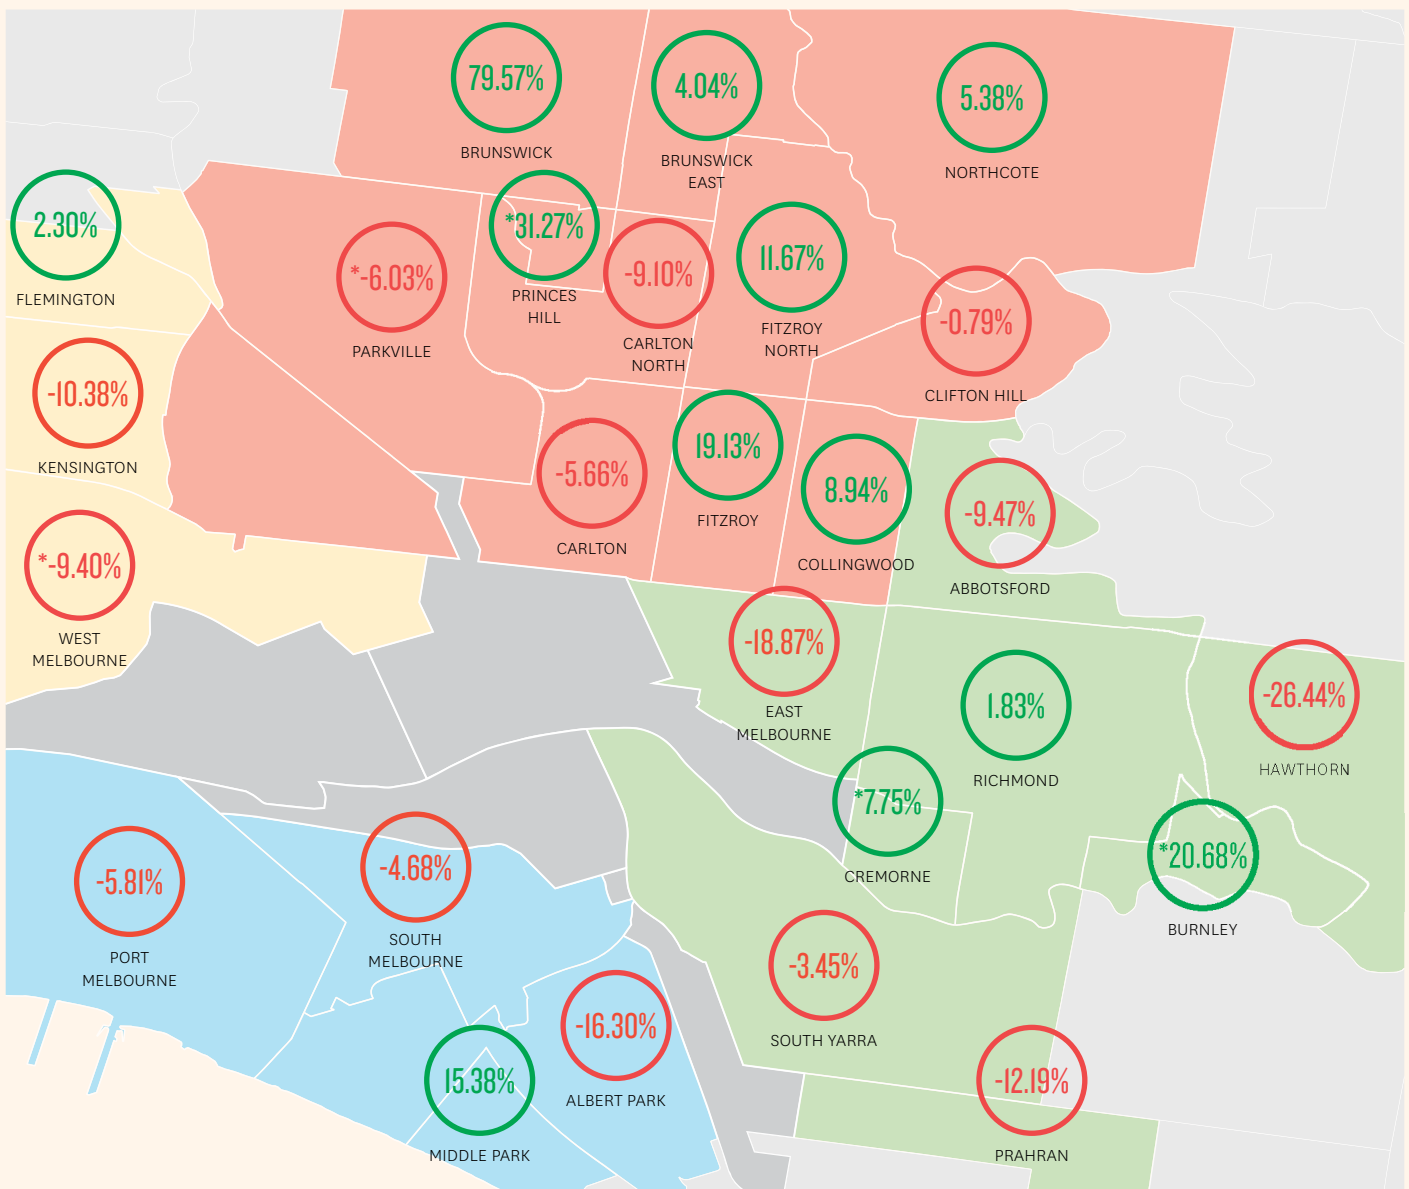 79.57%
BRUNSWICK
4.04%
BRUNSWICK
EAST
5.38%
NORTHCOTE
2.30%
FLEMINGTON
*-6.03%
PARKVILLE
*31.27%
PRINCES
HILL
-9.10%
CARLTON
NORTH
11.67%
FITZROY
NORTH
-0.79%
CLIFTON HILL
-10.38%
KENSINGTON
-5.66%
CARLTON
19.13%
FITZROY
8.94%
COLLINGWOOD
-9.47%
ABBOTSFORD
*-9.40%
WEST
MELBOURNE
-18.87%
EAST
MELBOURNE
1.83%
RICHMOND
-26.44%
HAWTHORN
*7.75%
CREMORNE
*20.68%
BURNLEY
-5.81%
PORT
MELBOURNE
-4.68%
SOUTH
MELBOURNE
-3.45%
SOUTH YARRA
-16.30%
ALBERT PARK
15.38%
MIDDLE PARK
-12.19%
PRAHRAN